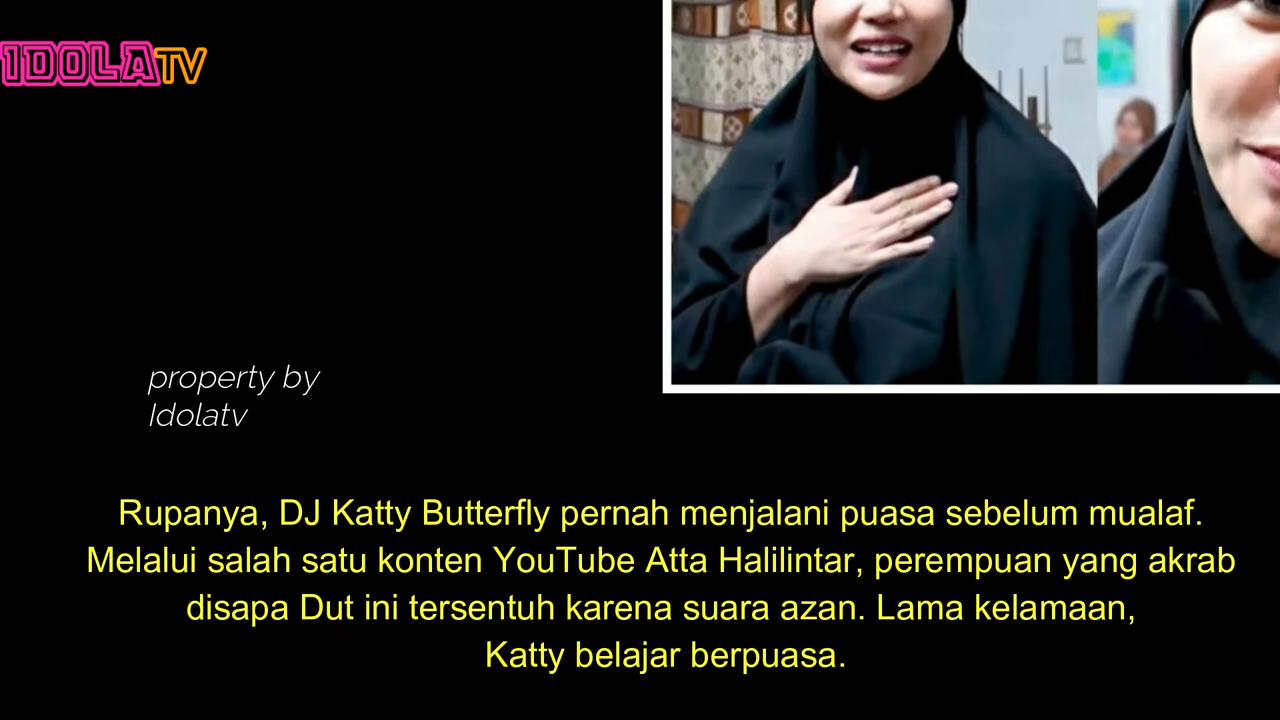 IDOLATV
property by
Idolatv
Rupanya, DJ Katty Butterfly pernah menjalani puasa sebelum mualaf.
Melalui salah satu konten YouTube Atta Halilintar, perempuan yang akrab
disapa Dut ini tersentuh karena suara azan. Lama kelamaan,
Katty belajar berpuasa.